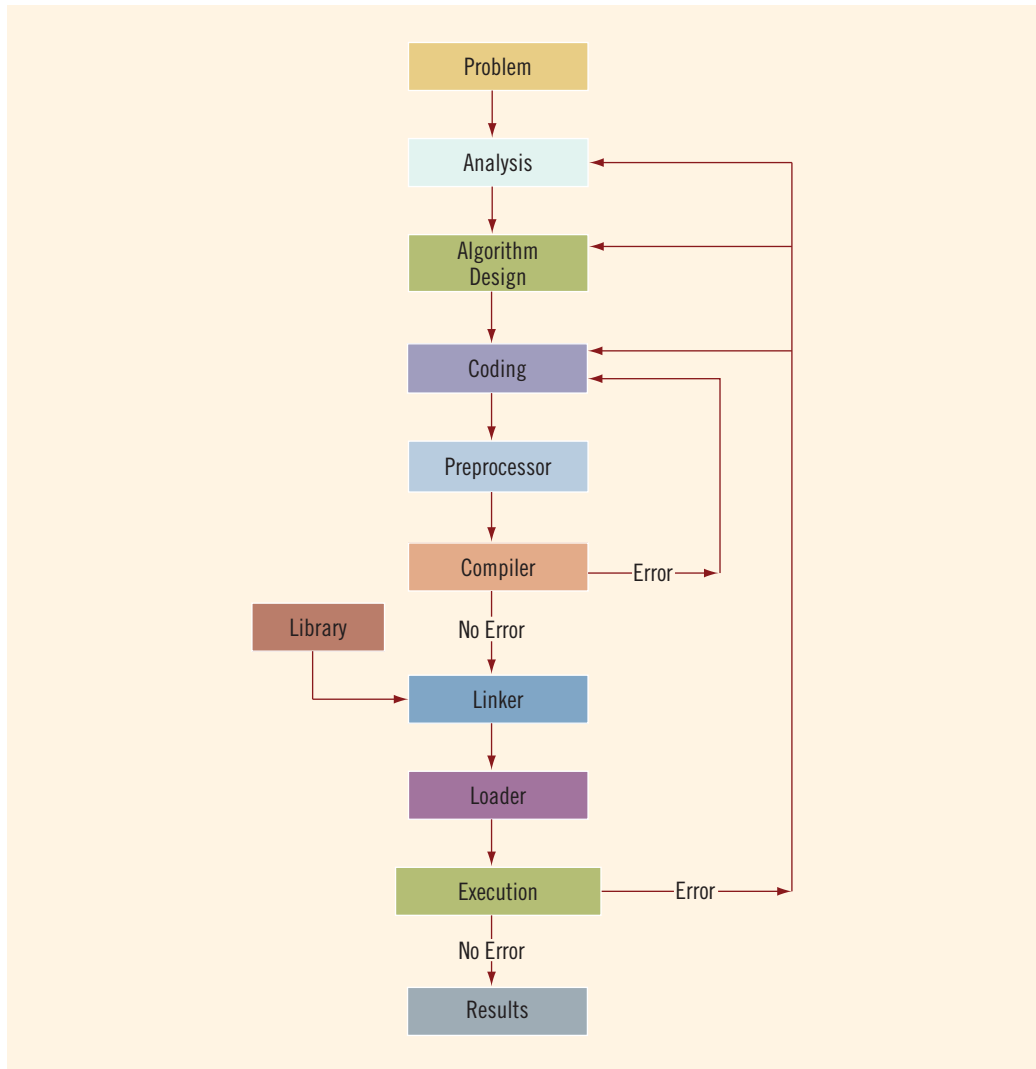 Problem
Analysis
Algorithm
Design
Coding
Preprocessor
Compiler
Error
No Error
Library
Linker
Loader
Execution
Error
No Error
Results